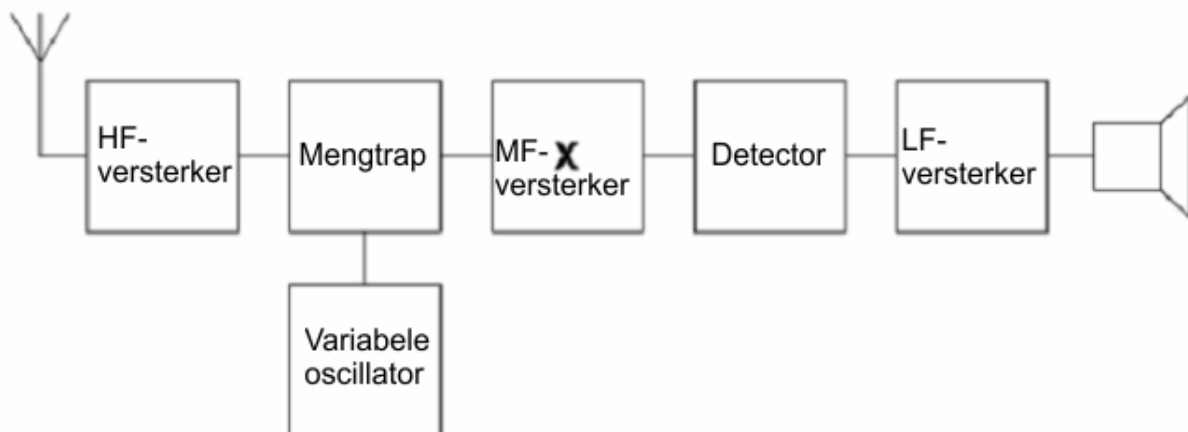 HF-
versterker
Mengtrap
MF- X
versterker
Detector
LF-
versterker
Variabele
oscillator